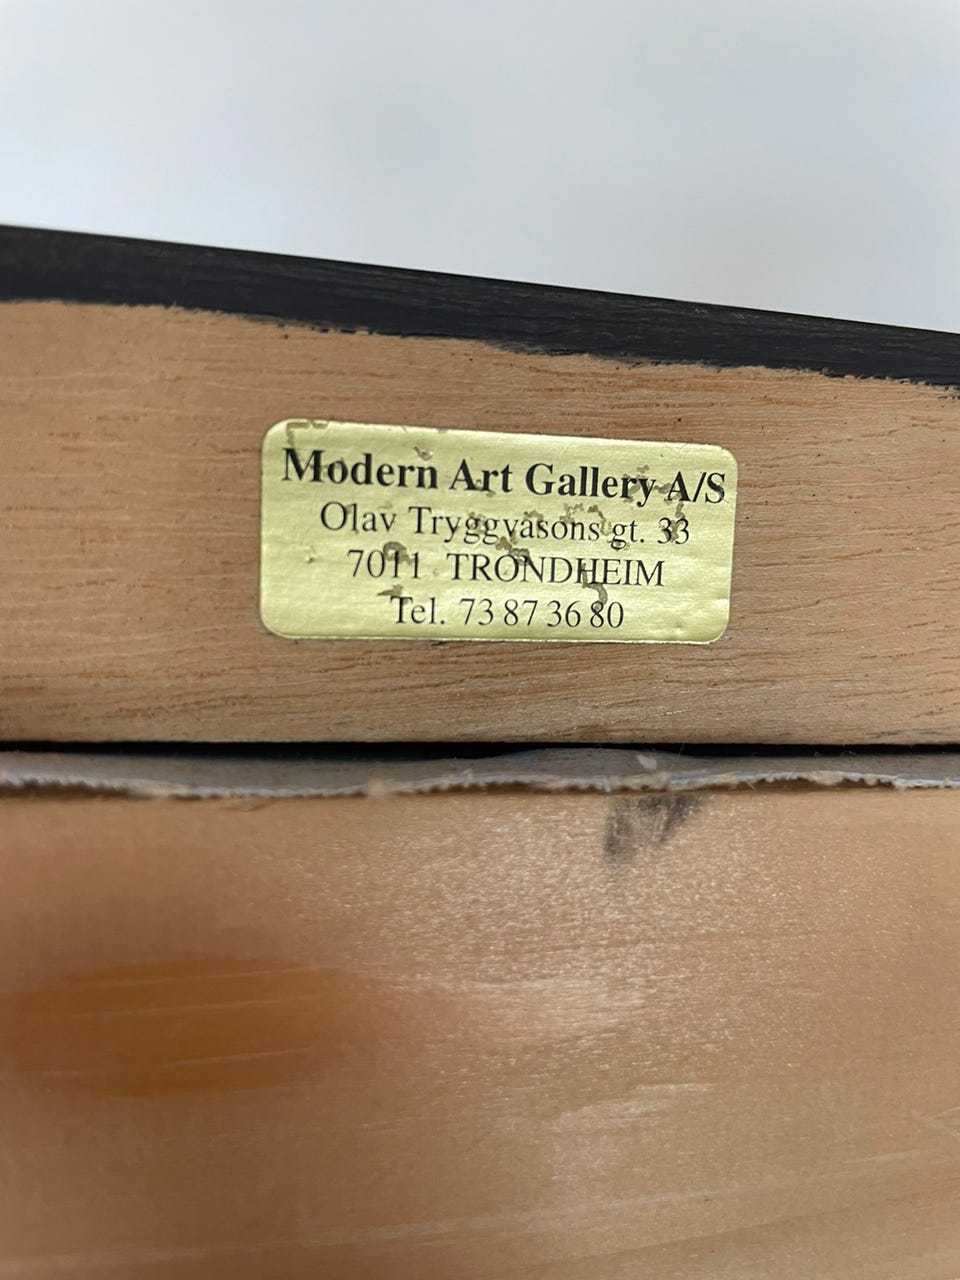 Modern Art Gallery A/S
Olav Tryggvasons gt. 33
7011 TRONDHEIM
Tel. 73 87 36 80